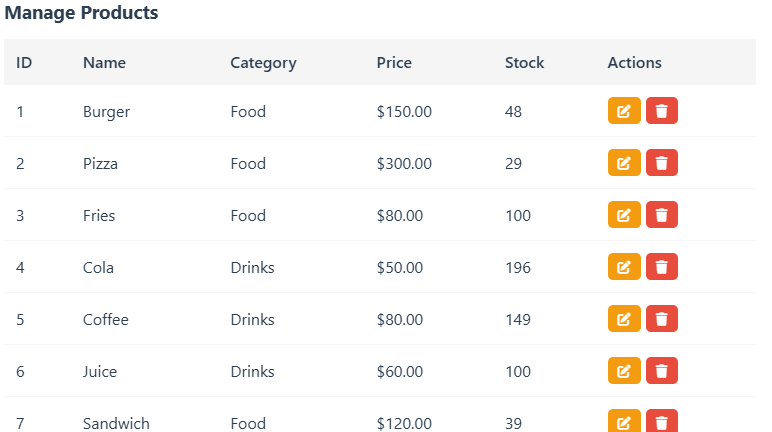 Manage Products
ID Name Category Price Stock Actions
1 Burger Food $150.00 48
2 Pizza Food $300.00 29
3 Fries Food $80.00 100
4 Cola Drinks $50.00 196
5 Coffee Drinks $80.00 149
6 Juice Drinks $60.00 100
7 Sandwich Food $120.00 39